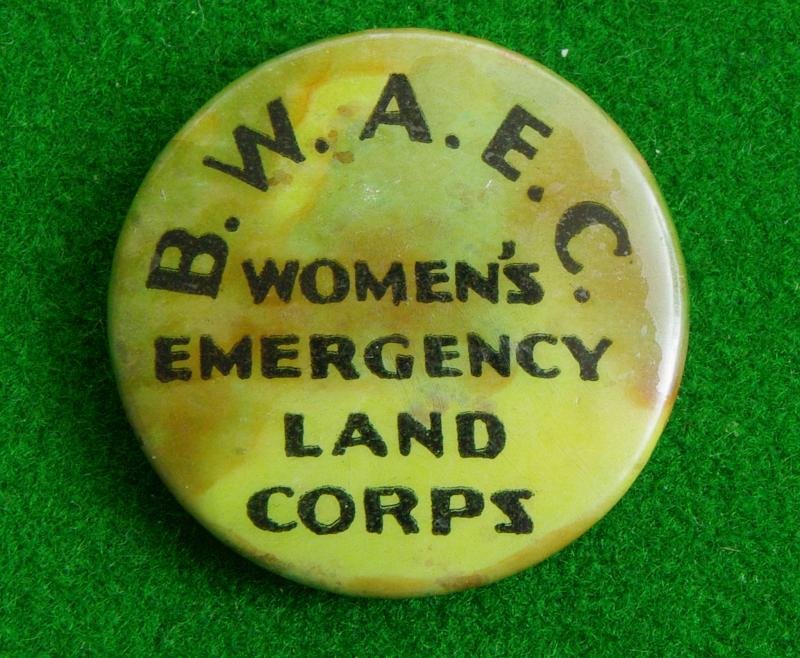 B.W.A.E.C.
WOMEN'S
EMERGENCY
LAND
CORPS